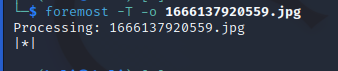 └─$ foremost -T -o 1666137920559.jpg
Processing: 1666137920559.jpg
|*|